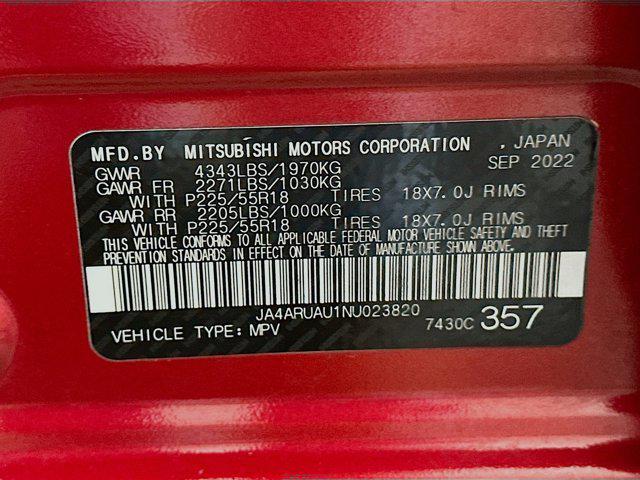 MFD.BY MITSUBISHI MOTORS CORPORATION , JAPAN
GWWR 4343LBS/1970KG SEP 2022
GAWR FR 2271LBS/1030KG
WITH P225/55R18 TIRES 18X7.0J RIMS
GAWR RR 2205LBS/1000KG
WITH P225/55R18 TIRES 18X7.0J RIMS
THIS VEHICLE CONFORMS TO ALL APPLICABLE FEDERAL MOTOR VEHICLE SAFETY AND THEFT
PREVENTION STANDARDS IN EFFECT ON THE DATE OF MANUFACTURE SHOWN ABOVE.
JA4ARUAU1NU023820
VEHICLE TYPE: MPV 7430C 357